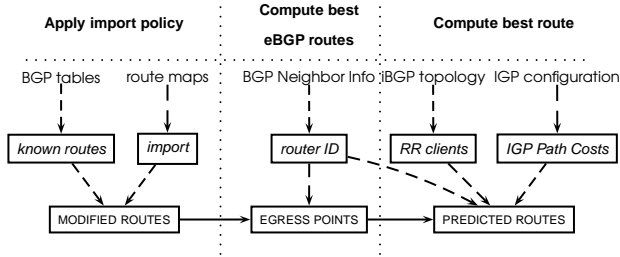 Apply import policy
Compute best
eBGP routes
Compute best route
BGP tables
route maps
BGP Neighbor Info
iBGP topology
IGP configuration
known routes
import
router ID
RR clients
IGP Path Costs
MODIFIED ROUTES
EGRESS POINTS
PREDICTED ROUTES